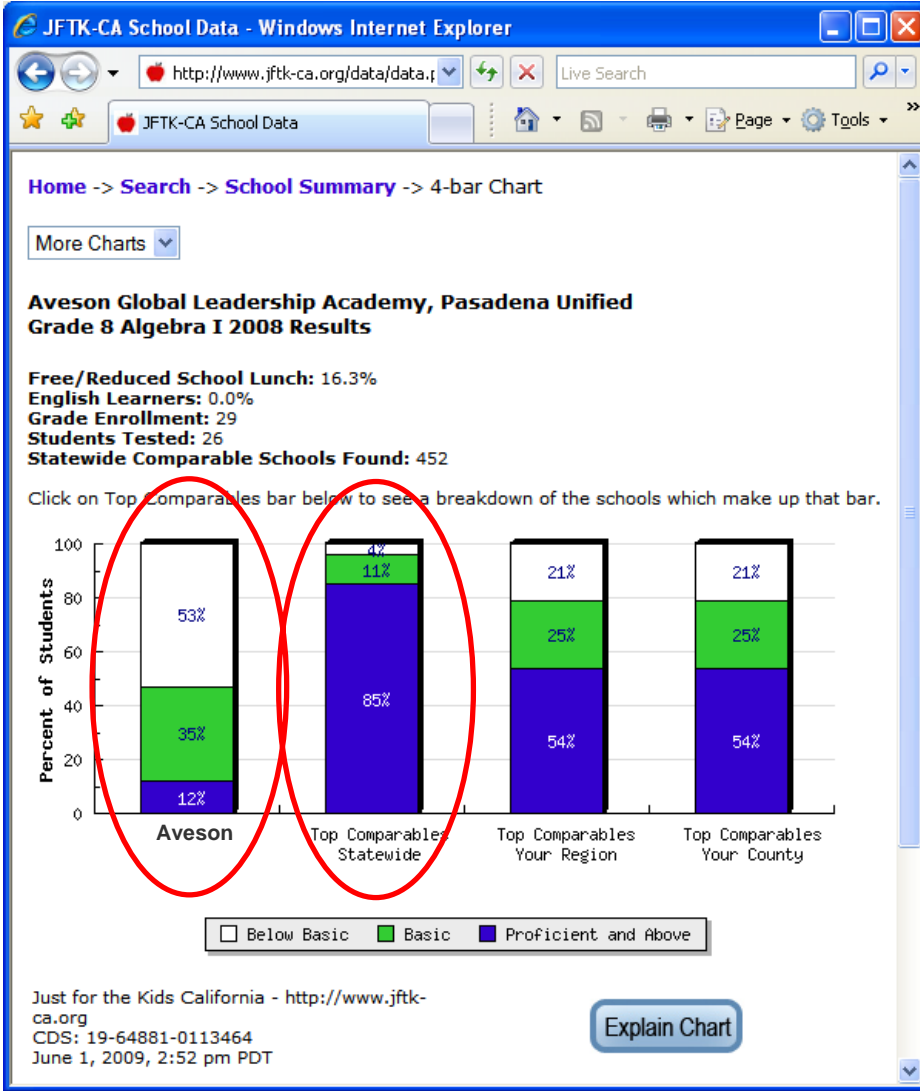 JFTK-CA School Data - Windows Internet Explorer
http://www.jftk-ca.org/data/data.p
Live Search
JFTK-CA School Data
Page
Tools
»
Home -> Search -> School Summary -> 4-bar Chart
More Charts
Aveson Global Leadership Academy, Pasadena Unified
Grade 8 Algebra I 2008 Results
Free/Reduced School Lunch: 16.3%
English Learners: 0.0%
Grade Enrollment: 29
Students Tested: 26
Statewide Comparable Schools Found: 452
Click on Top Comparables bar below to see a breakdown of the schools which make up that bar.
Percent of Students
100
80
60
40
20
0
53%
35%
12%
4%
11%
85%
21%
25%
54%
21%
25%
54%
Aveson
Top Comparables
Statewide
Top Comparables
Your Region
Top Comparables
Your County
Below Basic
Basic
Proficient and Above
Just for the Kids California - http://www.jftk-
ca.org
CDS: 19-64881-0113464
June 1, 2009, 2:52 pm PDT
Explain Chart